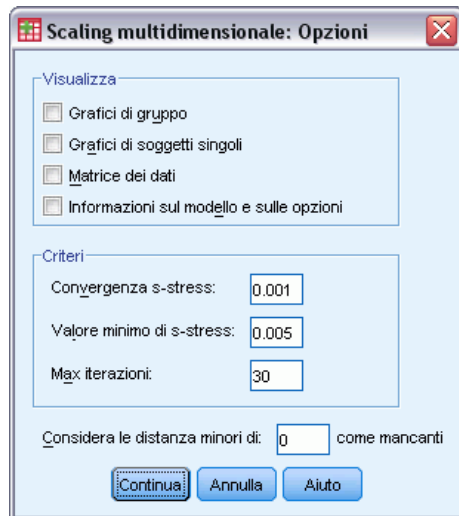 Scaling multidimensionale: Opzioni
Visualizza
Grafici di gruppo
Grafici di soggetti singoli
Matrice dei dati
Informazioni sul modello e sulle opzioni
Criteri
Convergenza s-stress: 0.001
Valore minimo di s-stress: 0.005
Max iterazioni: 30
Considera le distanza minori di: 0 come mancanti
Continua Annulla Aiuto